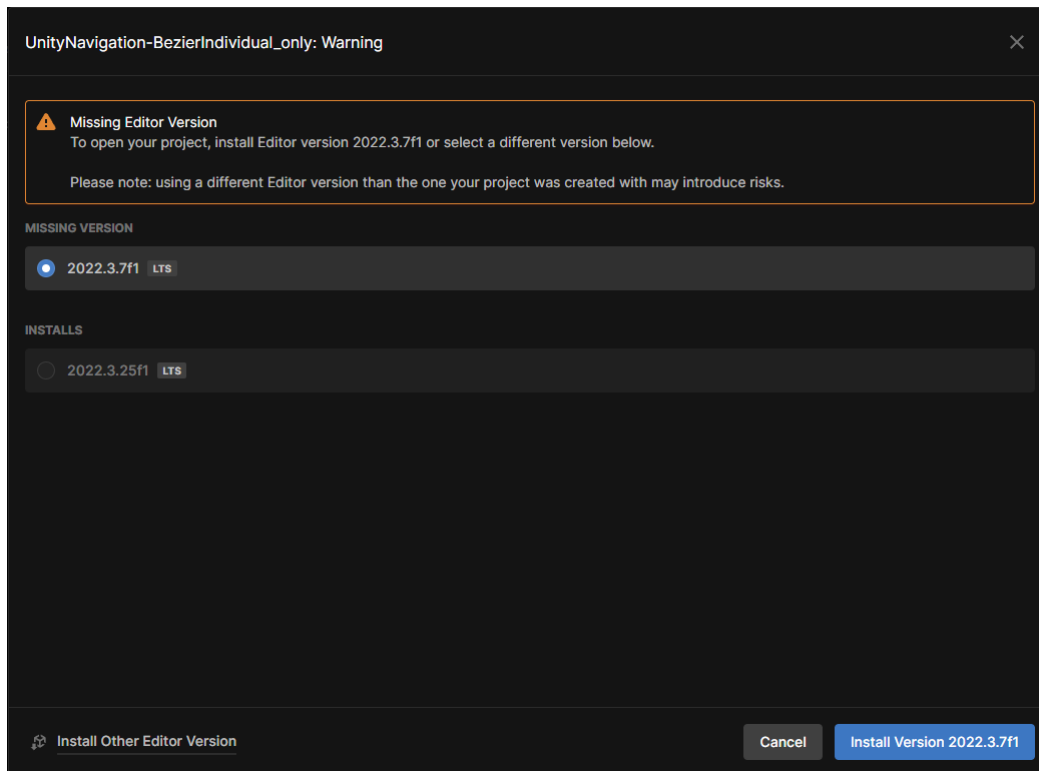 UnityNavigation-BezierIndividual_only: Warning
Missing Editor Version
To open your project, install Editor version 2022.3.7f1 or select a different version below.
Please note: using a different Editor version than the one your project was created with may introduce risks.
MISSING VERSION
2022.3.7f1 LTS
INSTALLS
2022.3.25f1 LTS
Install Other Editor Version
Cancel
Install Version 2022.3.7f1